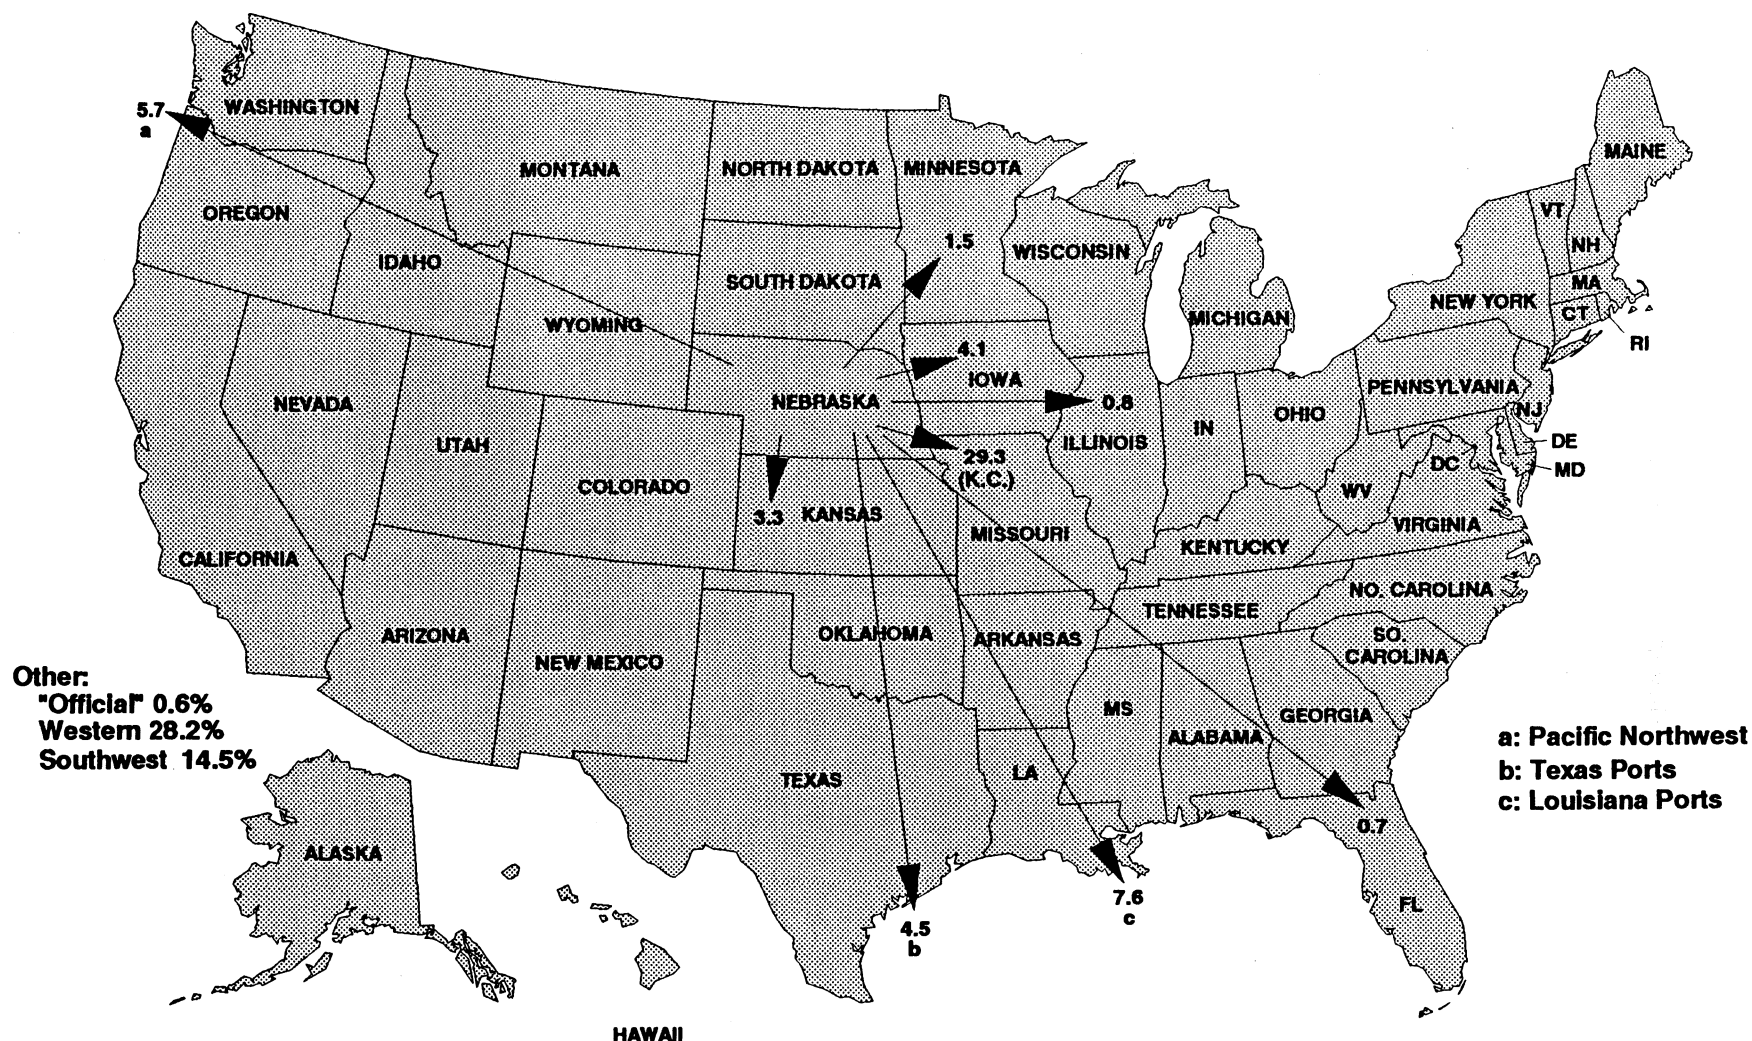 WASHINGTON
5.7
a
MONTANA
NORTH DAKOTA
MINNESOTA
MAINE
OREGON
VT
IDAHO
1.5
WISCONSIN
NH
SOUTH DAKOTA
MA
NEW YORK
WYOMING
MICHIGAN
CT
RI
4.1
IOWA
PENNSYLVANIA
NEVADA
NEBRASKA
0.8
OHIO
NJ
UTAH
ILLINOIS
IN
DE
29.3
(K.C.)
DC
MD
COLORADO
WV
3.3
KANSAS
VIRGINIA
MISSOURI
KENTUCKY
CALIFORNIA
NO. CAROLINA
TENNESSEE
ARIZONA
OKLAHOMA
ARKANSAS
SO.
CAROLINA
NEW MEXICO
Other:
"Official" 0.6%
Western 28.2%
Southwest 14.5%
MS
GEORGIA
ALABAMA
a: Pacific Northwest
b: Texas Ports
c: Louisiana Ports
TEXAS
LA
0.7
ALASKA
7.6
c
FL
4.5
b
HAWAII